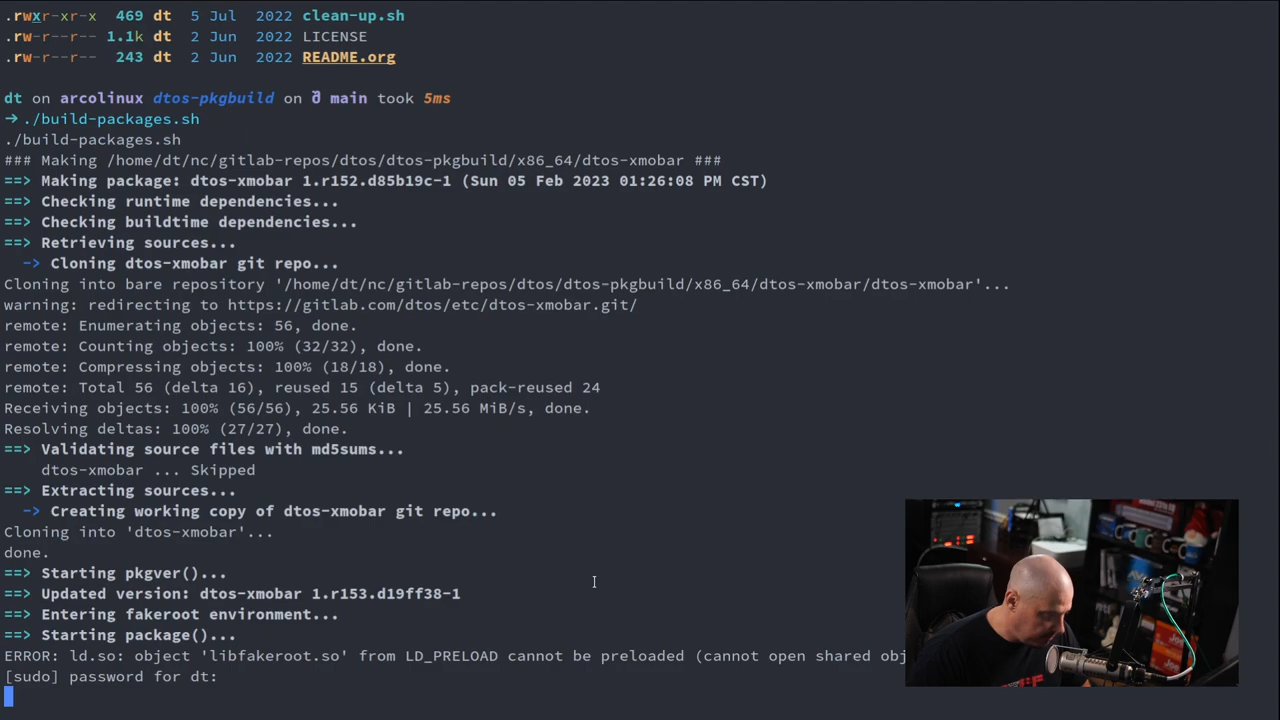 .rwxr-xr-x 469 dt 5 Jul 2022 clean-up.sh
.rw-r--r-- 1.1k dt 2 Jun 2022 LICENSE
.rw-r--r-- 243 dt 2 Jun 2022 README.org
dt on arcolinux dtos-pkgbuild on main took 5ms
→ ./build-packages.sh
./build-packages.sh
### Making /home/dt/nc/gitlab-repos/dtos/dtos-pkgbuild/x86_64/dtos-xmobar ###
==> Making package: dtos-xmobar 1.r152.d85b19c-1 (Sun 05 Feb 2023 01:26:08 PM CST)
==> Checking runtime dependencies...
==> Checking buildtime dependencies...
==> Retrieving sources...
-> Cloning dtos-xmobar git repo...
Cloning into bare repository '/home/dt/nc/gitlab-repos/dtos/dtos-pkgbuild/x86_64/dtos-xmobar/dtos-xmobar'...
warning: redirecting to https://gitlab.com/dtos/etc/dtos-xmobar.git/
remote: Enumerating objects: 56, done.
remote: Counting objects: 100% (32/32), done.
remote: Compressing objects: 100% (18/18), done.
remote: Total 56 (delta 16), reused 15 (delta 5), pack-reused 24
Receiving objects: 100% (56/56), 25.56 KiB | 25.56 MiB/s, done.
Resolving deltas: 100% (27/27), done.
==> Validating source files with md5sums...
dtos-xmobar ... Skipped
==> Extracting sources...
-> Creating working copy of dtos-xmobar git repo...
Cloning into 'dtos-xmobar'...
done.
==> Starting pkgver()...
==> Updated version: dtos-xmobar 1.r153.d19ff38-1
==> Entering fakeroot environment...
==> Starting package()...
ERROR: ld.so: object 'libfakeroot.so' from LD_PRELOAD cannot be preloaded (cannot open shared obj
[sudo] password for dt: